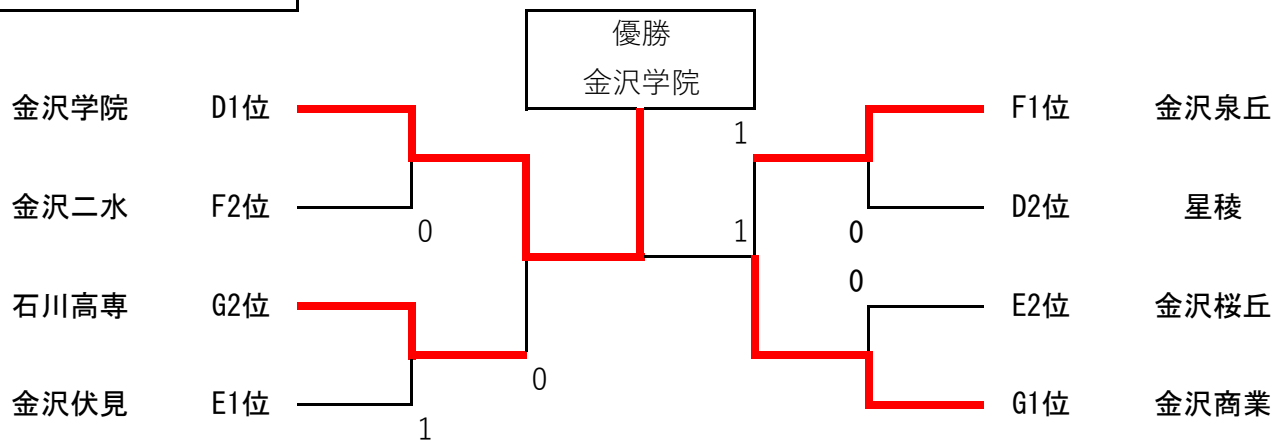 優勝
金沢学院
金沢学院 D1位
1
F1位 金沢泉丘
金沢二水 F2位
0
1
0
D2位 星稜
石川高専 G2位
0
E2位 金沢桜丘
0
金沢伏見 E1位
1
G1位 金沢商業